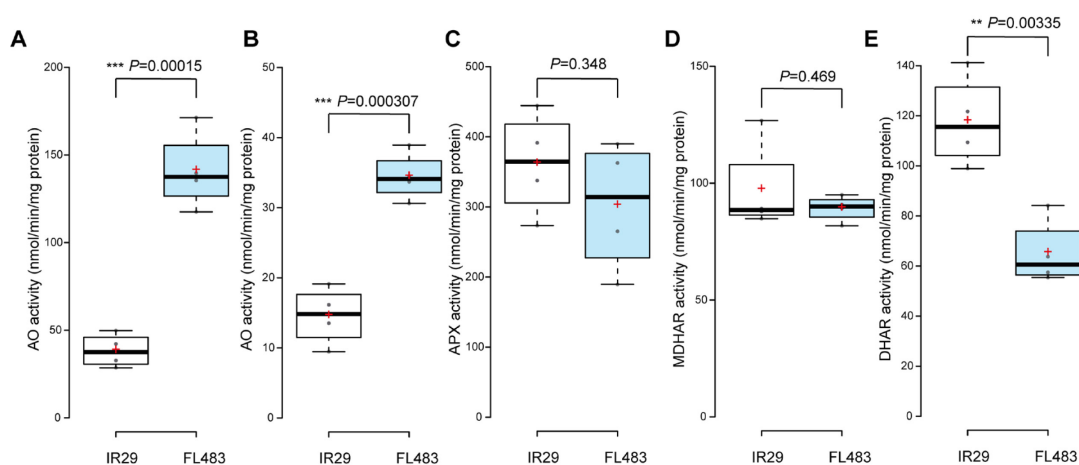 A
*** P=0.00015
AO activity (nmol/min/mg protein)
200
150
100
50
0
IR29 FL483
B
*** P=0.000307
AO activity (nmol/min/mg protein)
50
40
30
20
10
0
IR29 FL483
C
P=0.348
APX activity (nmol/min/mg protein)
500
400
300
200
100
0
IR29 FL483
D
P=0.469
MDHAR activity (nmol/min/mg protein)
150
100
50
0
IR29 FL483
E
** P=0.00335
DHAR activity (nmol/min/mg protein)
140
120
100
80
60
40
20
0
IR29 FL483